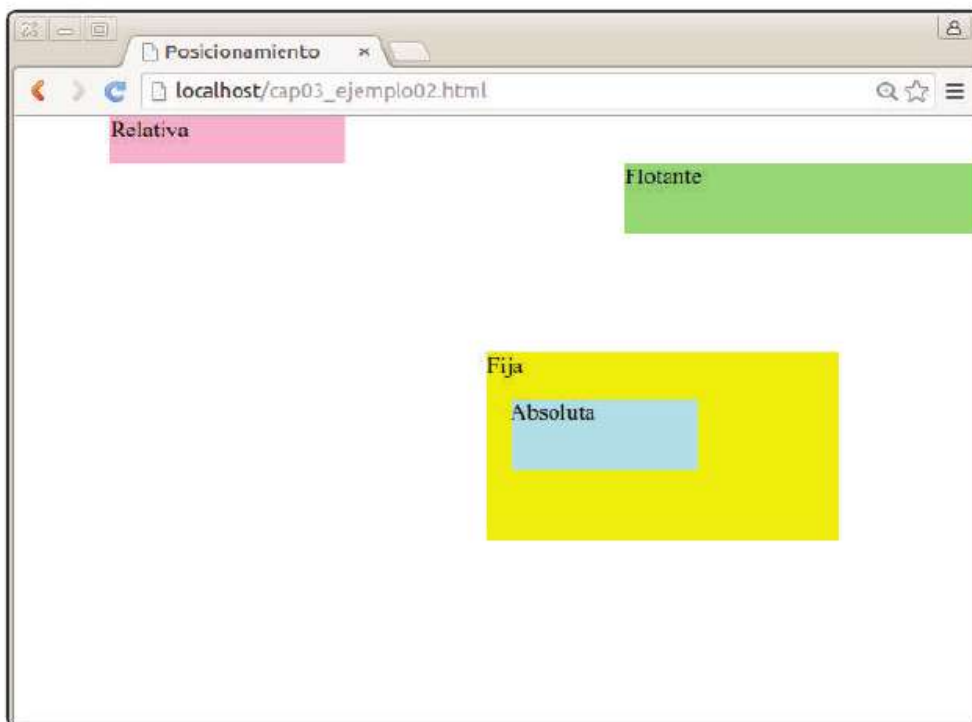 Posicionamiento
localhost/cap03_ejemplo02.html
Relativa
Flotante
Fija
Absoluta